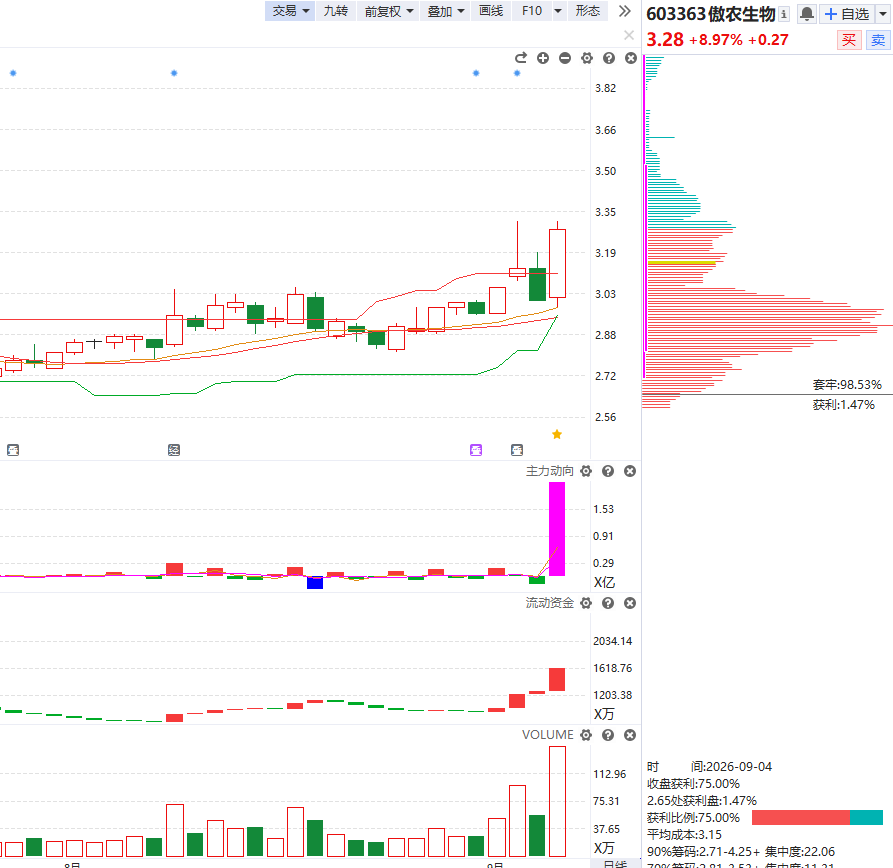 交易 九转 前复权 叠加 画线 F10 形态
603363傲农生物 自选
3.28 +8.97% +0.27 买 卖
3.82
3.66
3.50
3.35
3.19
3.03
2.88
2.72
2.56
套牢:98.53%
获利:1.47%
主力动向
1.53
0.91
0.29
X亿
流动资金
2034.14
1618.76
1203.38
X万
VOLUME
112.96
75.31
37.65
X万
8月 9月 日线
时 间:2026-09-04
收盘获利:75.00%
2.65处获利盘:1.47%
获利比例:75.00%
平均成本:3.15
90%筹码:2.71-4.25+ 集中度:22.06